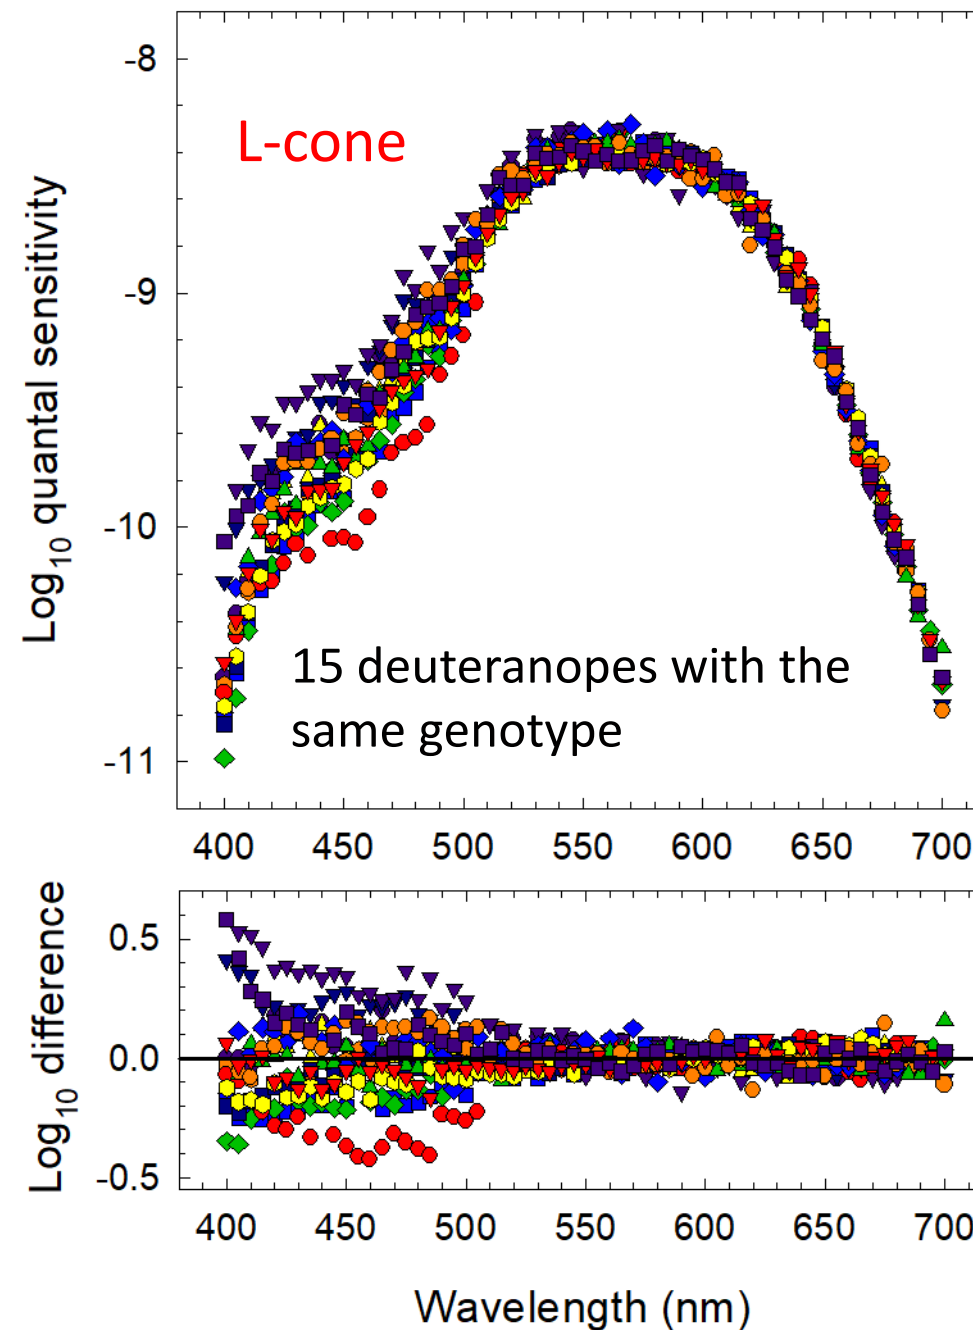 -8
L-cone
-9
Log10 quantal sensitivity
-10
15 deuteranopes with the
same genotype
-11
400 450 500 550 600 650 700
0.5
0.0
Log10 difference
-0.5
400 450 500 550 600 650 700
Wavelength (nm)